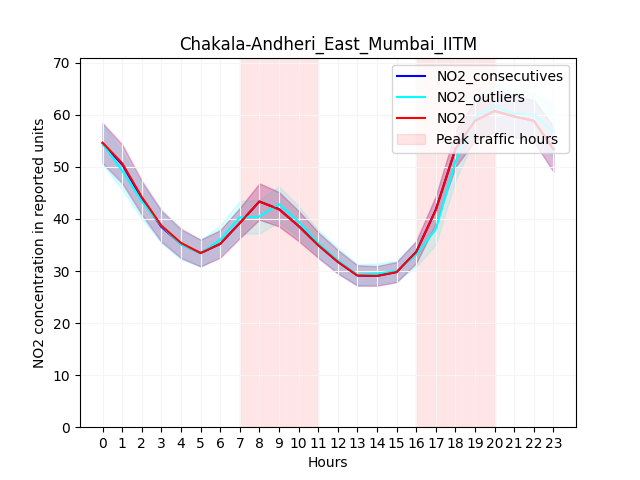 Chakala-Andheri_East_Mumbai_IITM
NO2 concentration in reported units
70
60
50
40
30
20
10
0
NO2_consecutives
NO2_outliers
NO2
Peak traffic hours
0 1 2 3 4 5 6 7 8 9 10 11 12 13 14 15 16 17 18 19 20 21 22 23
Hours